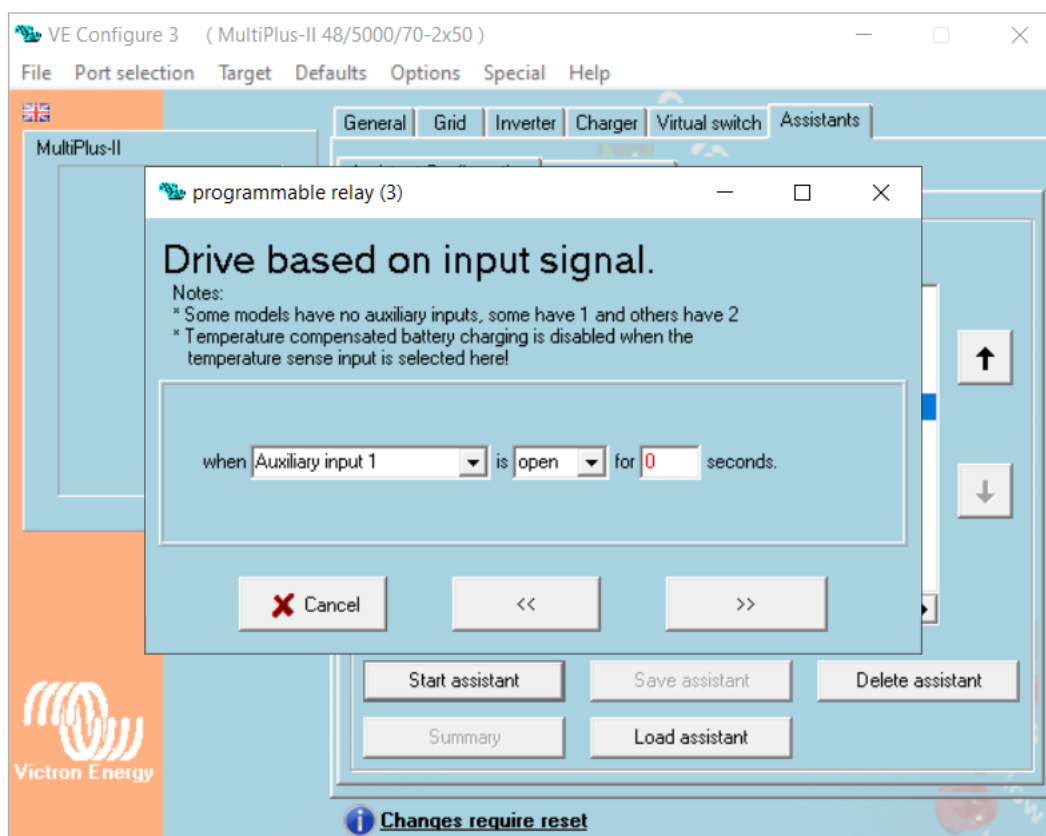 VE Configure 3 ( MultiPlus-II 48/5000/70-2x50 )
File Port selection Target Defaults Options Special Help
General Grid Inverter Charger Virtual switch Assistants
MultiPlus-II
programmable relay (3)
Drive based on input signal.
Notes:
* Some models have no auxiliary inputs, some have 1 and others have 2
* Temperature compensated battery charging is disabled when the
temperature sense input is selected here!
when Auxiliary input 1 is open for 0 seconds.
Cancel << >>
Start assistant Save assistant Delete assistant
Summary Load assistant
Victron Energy
Changes require reset